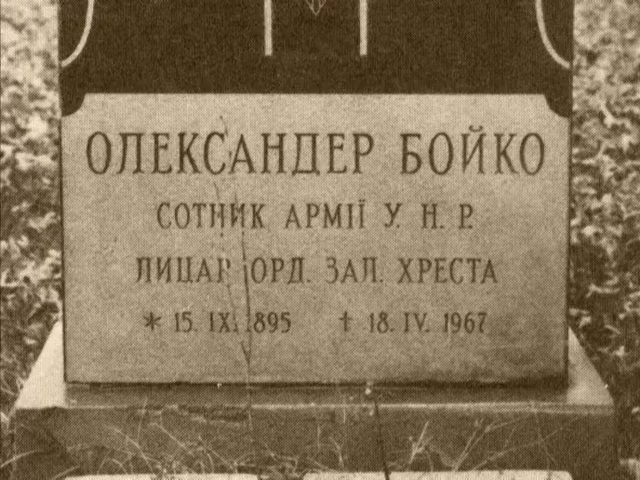 ОЛЕКСАНДЕР БОЙКО
СОТНИК АРМІЇ У. Н. Р.
ЛИЦАР ОРД. ЗАЛ. ХРЕСТА
* 15. IX. 1895 † 18. IV. 1967